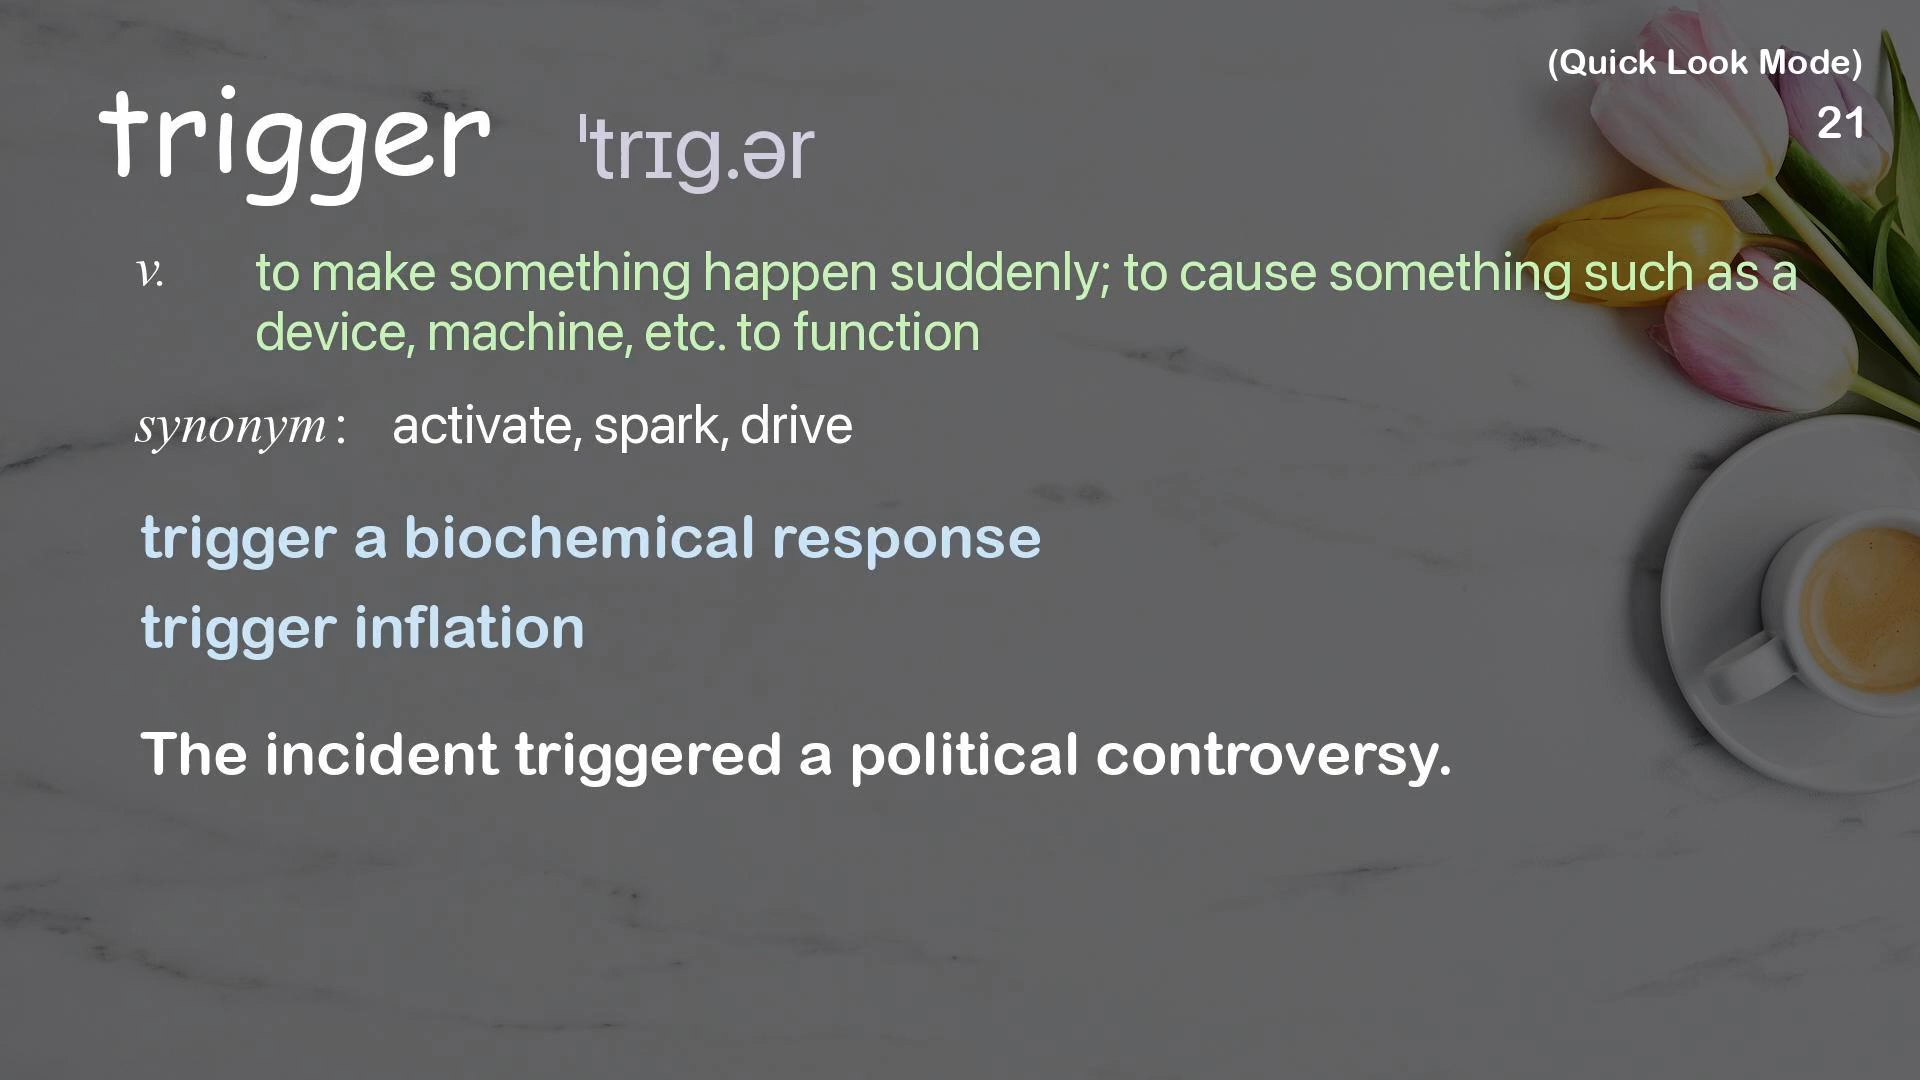 (Quick Look Mode)
21
trigger ˈtrɪg.ər
v. to make something happen suddenly; to cause something such as a
device, machine, etc. to function
synonym : activate, spark, drive
trigger a biochemical response
trigger inflation
The incident triggered a political controversy.